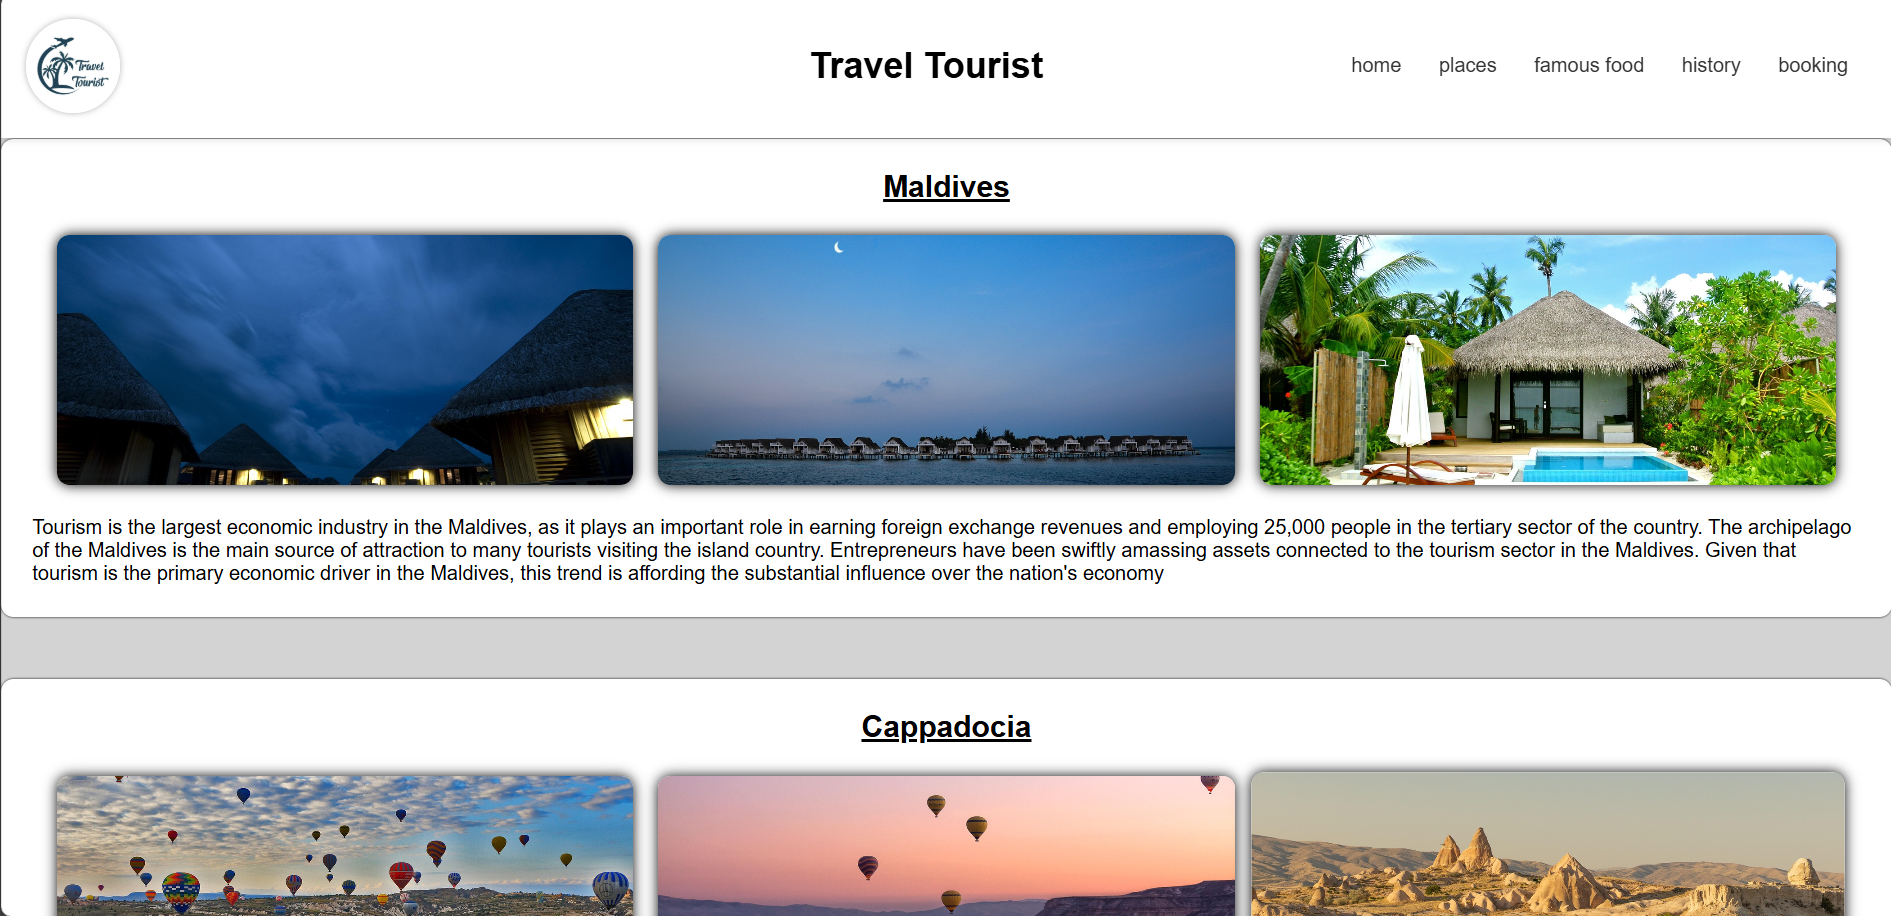 Travel
Tourist
Travel Tourist
home places famous food history booking
Maldives
Tourism is the largest economic industry in the Maldives, as it plays an important role in earning foreign exchange revenues and employing 25,000 people in the tertiary sector of the country. The archipelago
of the Maldives is the main source of attraction to many tourists visiting the island country. Entrepreneurs have been swiftly amassing assets connected to the tourism sector in the Maldives. Given that
tourism is the primary economic driver in the Maldives, this trend is affording the substantial influence over the nation's economy
Cappadocia